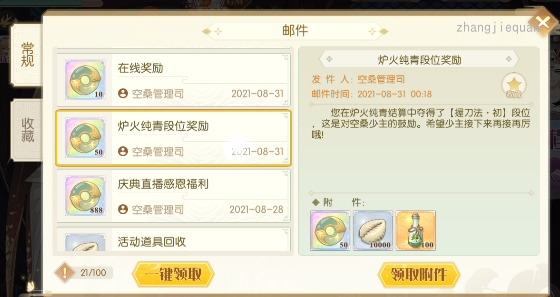 邮件
zhangjiequan
常规
收藏
在线奖励
10
空桑管理司 2021-08-31
炉火纯青段位奖励
50
空桑管理司 2021-08-31
庆典直播感恩福利
888
空桑管理司 2021-08-28
活动道具回收
21/100
一键领取
炉火纯青段位奖励
发件人：空桑管理司
邮件时间：2021-08-31 00:18
您在炉火纯青结算中夺得了【握刀法·初】段位
，这是对空桑少主的鼓励。希望少主接下来再接再厉
哦!
附件：
50
10000
100
领取附件